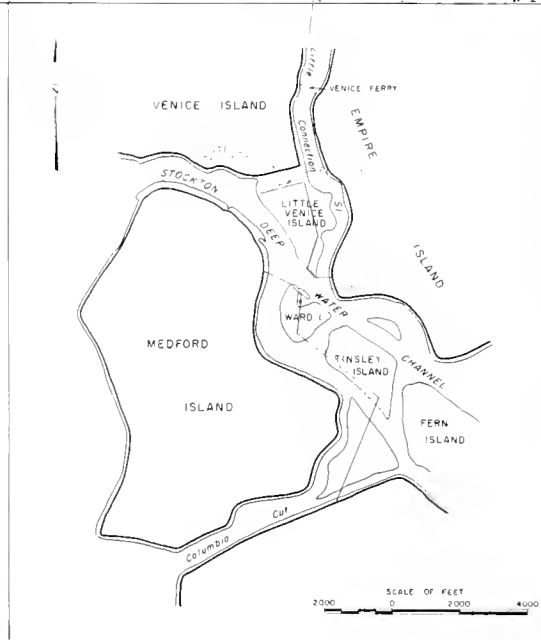 Little
VENICE FERRY
VENICE ISLAND
EMPIRE
Connection
STOCKTON
LITTLE
VENICE
ISLAND
Sl
DEEP
ISLAND
WATER
WARD I
MEDFORD
TINSLEY
ISLAND
CHANNEL
ISLAND
FERN
ISLAND
Columbia
Cut
SCALE OF FEET
2000 0 2000 4000